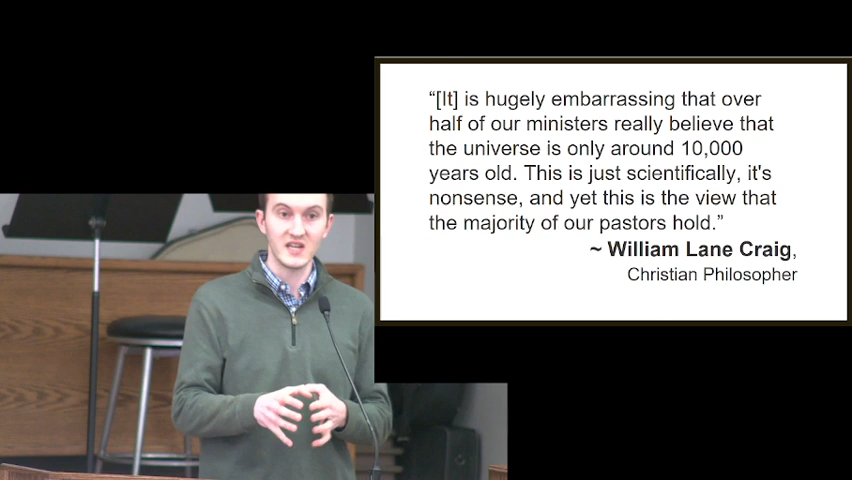 “[It] is hugely embarrassing that over
half of our ministers really believe that
the universe is only around 10,000
years old. This is just scientifically, it's
nonsense, and yet this is the view that
the majority of our pastors hold.”
~ William Lane Craig,
Christian Philosopher